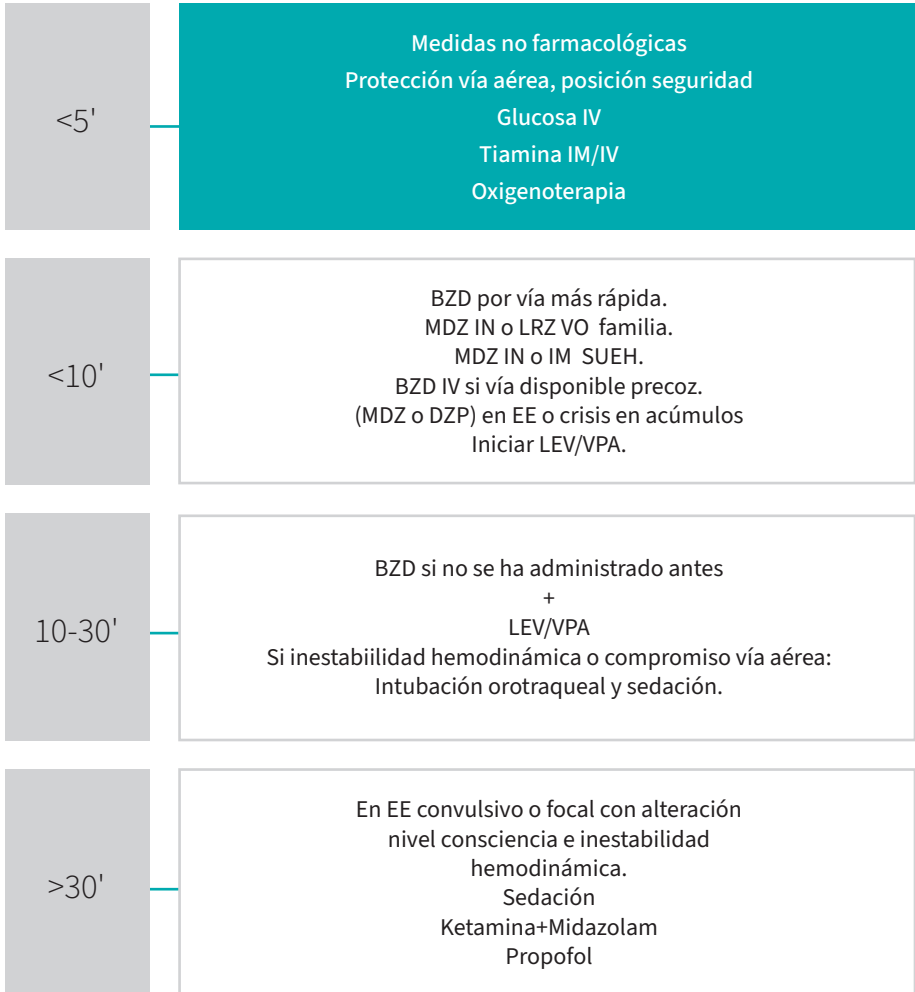 <5'
Medidas no farmacológicas
Protección vía aérea, posición seguridad
Glucosa IV
Tiamina IM/IV
Oxigenoterapia
<10'
BZD por vía más rápida.
MDZ IN o LRZ VO familia.
MDZ IN o IM SUEH.
BZD IV si vía disponible precoz.
(MDZ o DZP) en EE o crisis en acúmulos
Iniciar LEV/VPA.
10-30'
BZD si no se ha administrado antes
+
LEV/VPA
Si inestabiilidad hemodinámica o compromiso vía aérea:
Intubación orotraqueal y sedación.
>30'
En EE convulsivo o focal con alteración
nivel consciencia e inestabilidad
hemodinámica.
Sedación
Ketamina+Midazolam
Propofol